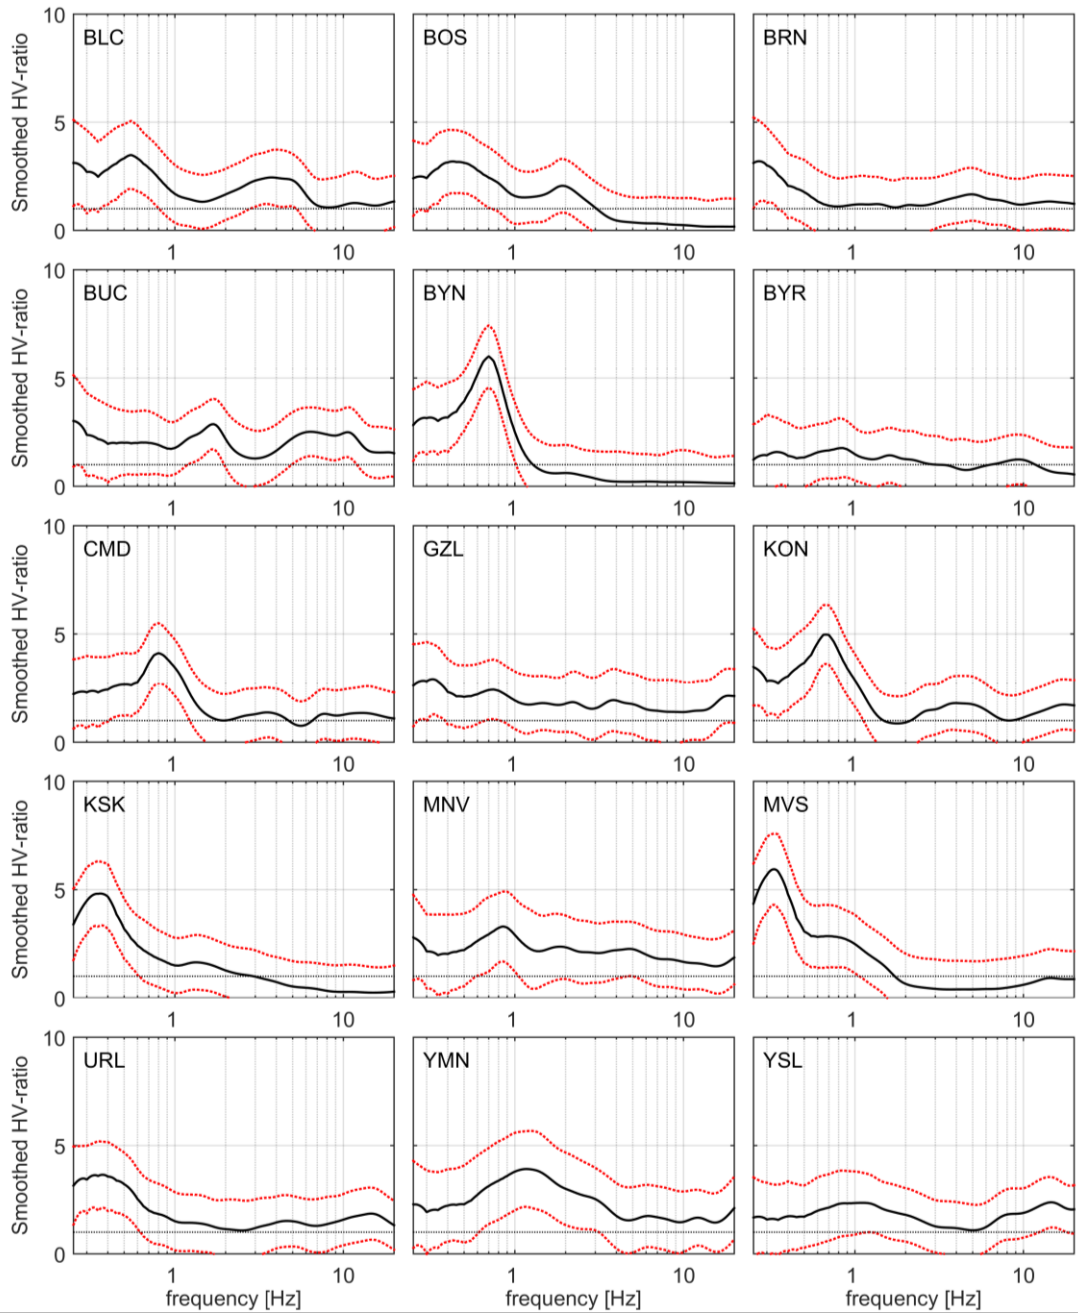 10
5
0
Smoothed HV-ratio
BLC
BOS
BRN
1 10
1 10
1 10
10
5
0
Smoothed HV-ratio
BUC
BYN
BYR
1 10
1 10
1 10
10
5
0
Smoothed HV-ratio
CMD
GZL
KON
1 10
1 10
1 10
10
5
0
Smoothed HV-ratio
KSK
MNV
MVS
1 10
1 10
1 10
10
5
0
Smoothed HV-ratio
URL
YMN
YSL
1 10
1 10
1 10
frequency [Hz]
frequency [Hz]
frequency [Hz]